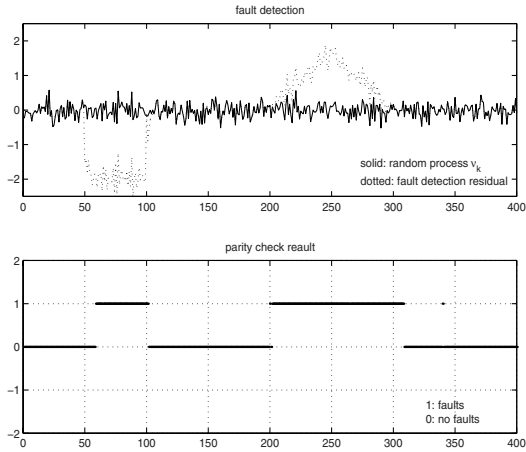 fault detection
2
1
0
−1
−2
solid: random process νk
dotted: fault detection residual
0 50 100 150 200 250 300 350 400
parity check reault
2
1
0
−1
−2
1: faults
0: no faults
0 50 100 150 200 250 300 350 400